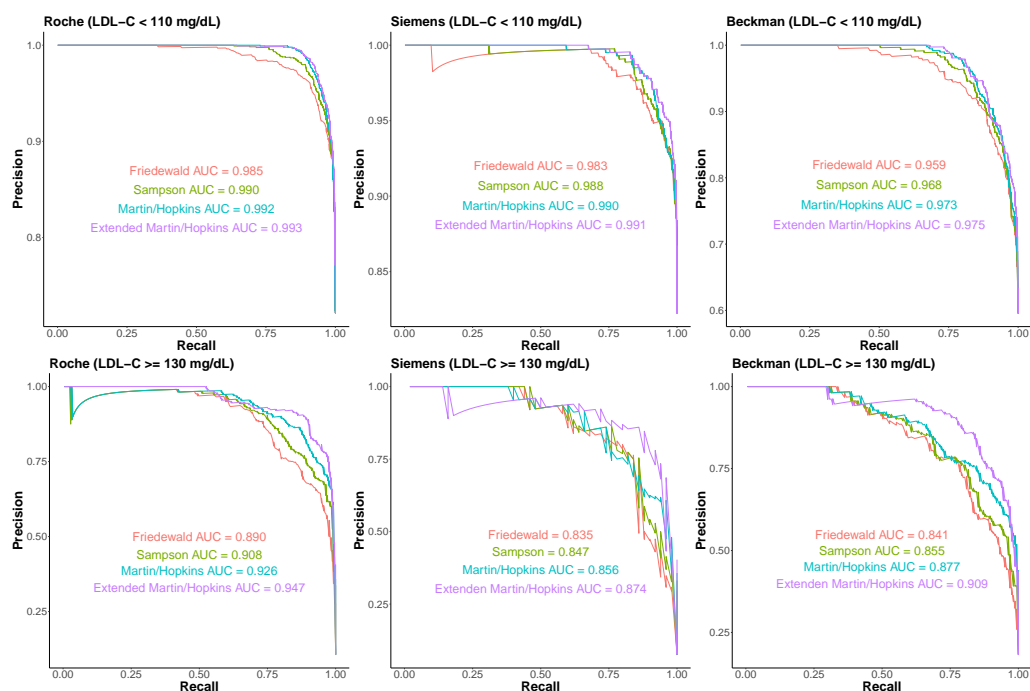 Roche (LDL−C < 110 mg/dL)
1.0
0.9
0.8
Precision
Friedewald AUC = 0.985
Sampson AUC = 0.990
Martin/Hopkins AUC = 0.992
Extended Martin/Hopkins AUC = 0.993
0.00 0.25 0.50 0.75 1.00
Recall
Siemens (LDL−C < 110 mg/dL)
1.00
0.95
0.90
0.85
Precision
Friedewald AUC = 0.983
Sampson AUC = 0.988
Martin/Hopkins AUC = 0.990
Extended Martin/Hopkins AUC = 0.991
0.00 0.25 0.50 0.75 1.00
Recall
Beckman (LDL−C < 110 mg/dL)
1.0
0.9
0.8
0.7
0.6
Precision
Friedewald AUC = 0.959
Sampson AUC = 0.968
Martin/Hopkins AUC = 0.973
Extenden Martin/Hopkins AUC = 0.975
0.00 0.25 0.50 0.75 1.00
Recall
Roche (LDL−C >= 130 mg/dL)
1.00
0.75
0.50
0.25
Precision
Friedewald AUC = 0.890
Sampson AUC = 0.908
Martin/Hopkins AUC = 0.926
Extended Martin/Hopkins AUC = 0.947
0.00 0.25 0.50 0.75 1.00
Recall
Siemens (LDL−C >= 130 mg/dL)
1.00
0.75
0.50
0.25
Precision
Friedewald = 0.835
Sampson = 0.847
Martin/Hopkins AUC = 0.856
Extenden Martin/Hopkins AUC = 0.874
0.00 0.25 0.50 0.75 1.00
Recall
Beckman (LDL−C >= 130 mg/dL)
1.00
0.75
0.50
0.25
Precision
Friedewald AUC = 0.841
Sampson AUC = 0.855
Martin/Hopkins AUC = 0.877
Extenden Martin/Hopkins AUC = 0.909
0.00 0.25 0.50 0.75 1.00
Recall